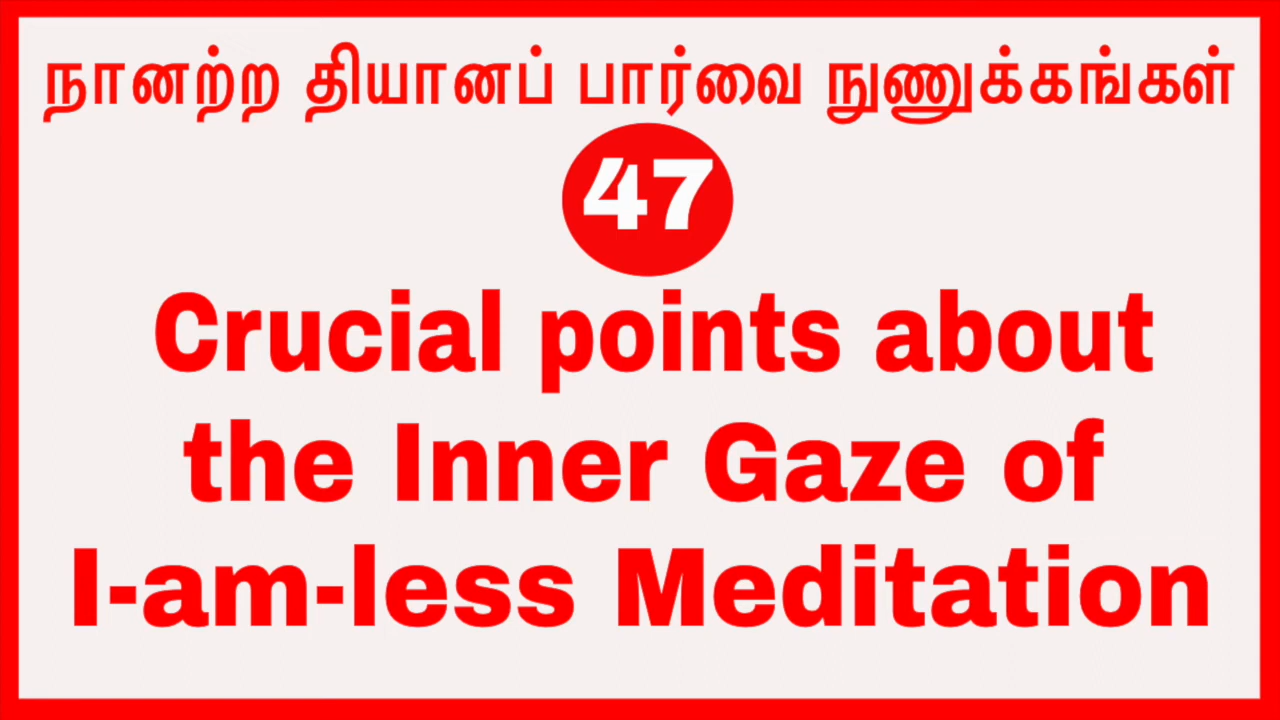 நானற்ற தியானப் பார்வை நுணுக்கங்கள்
47
Crucial points about
the Inner Gaze of
I-am-less Meditation